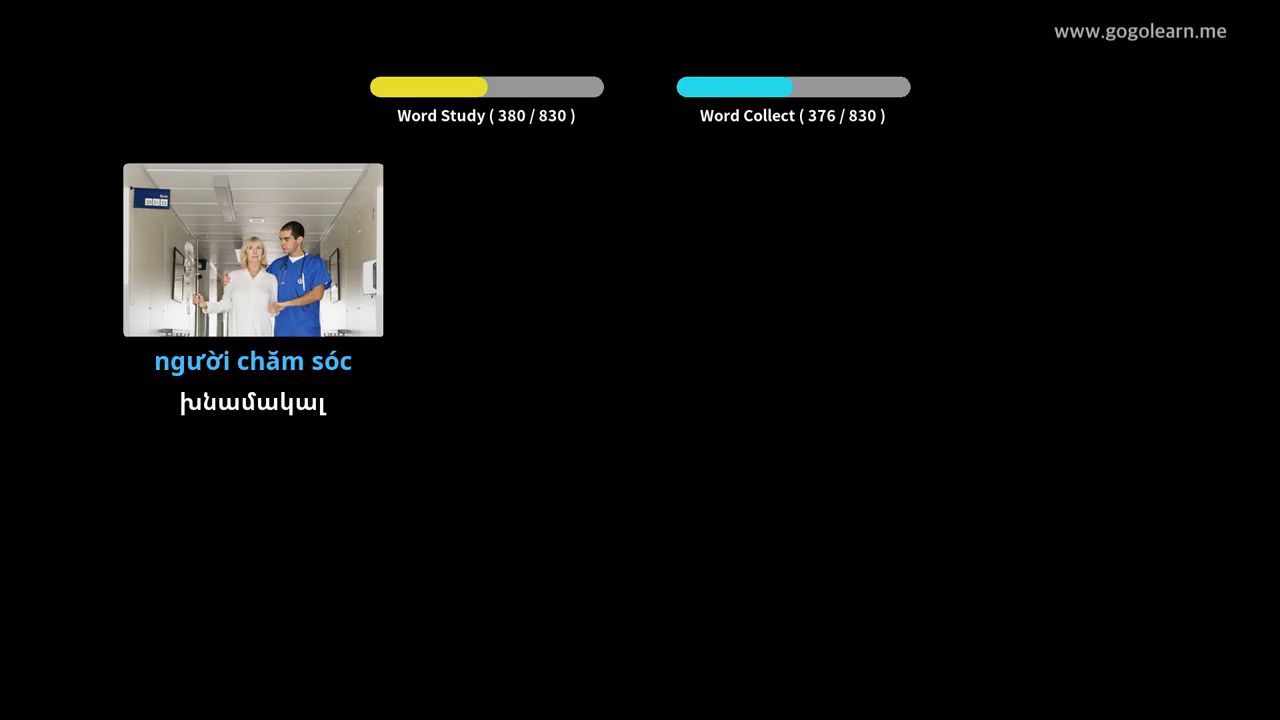 www.gogolearn.me
Word Study ( 380 / 830 )
Word Collect ( 376 / 830 )
người chăm sóc
խնամակալ